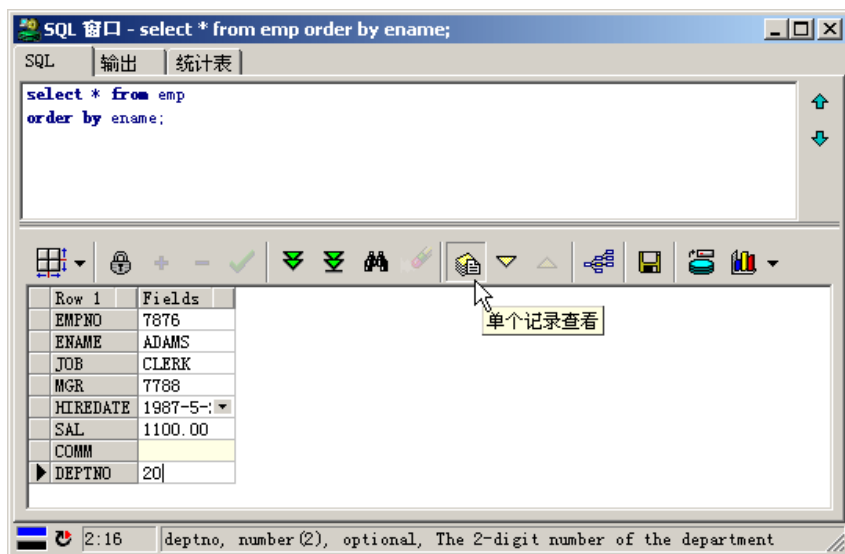 SQL 窗口 - select * from emp order by ename;
SQL 输出 统计表
select * from emp
order by ename;
单个记录查看
Row 1 Fields
EMPNO 7876
ENAME ADAMS
JOB CLERK
MGR 7788
HIREDATE 1987-5-
SAL 1100.00
COMM
DEPTNO 20
2:16 deptno, number(2), optional, The 2-digit number of the department